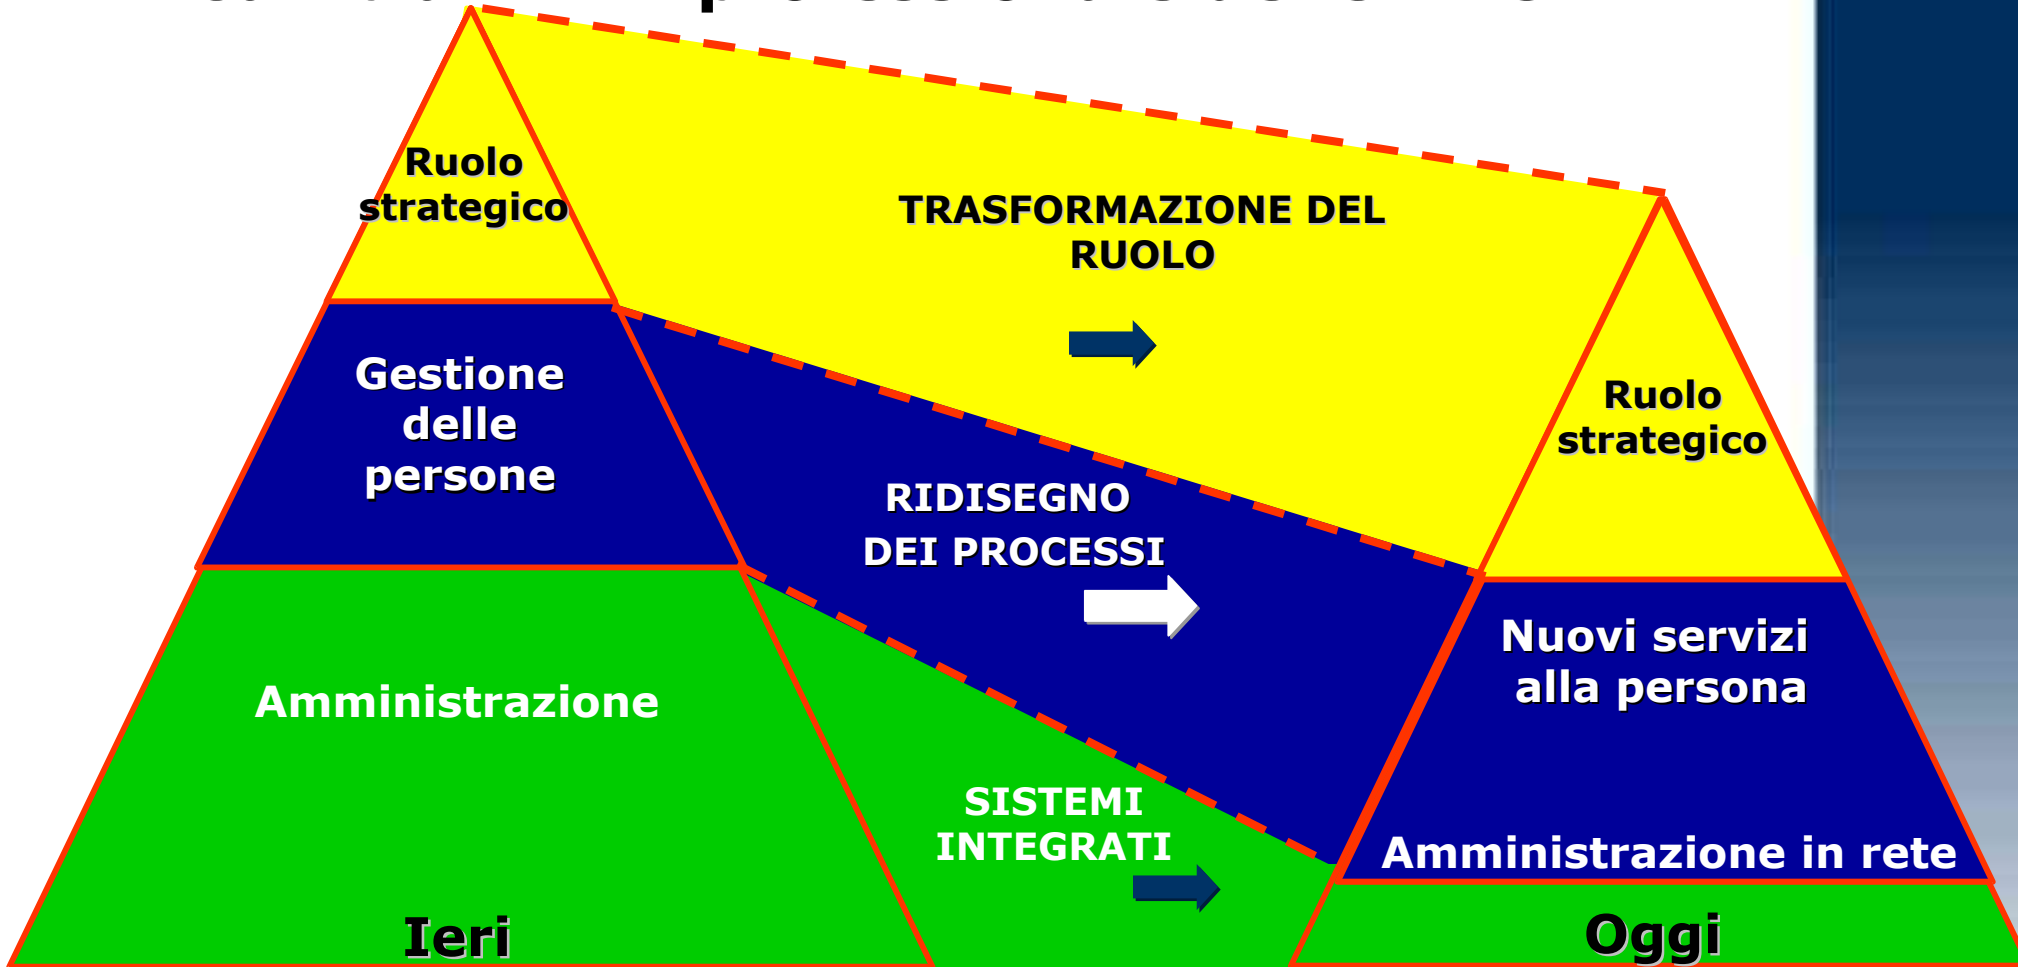 Ruolo
strategico
Gestione
delle
persone
Amministrazione
Ieri
TRASFORMAZIONE DEL
RUOLO
RIDISEGNO
DEI PROCESSI
SISTEMI
INTEGRATI
Ruolo
strategico
Nuovi servizi
alla persona
Amministrazione in rete
Oggi